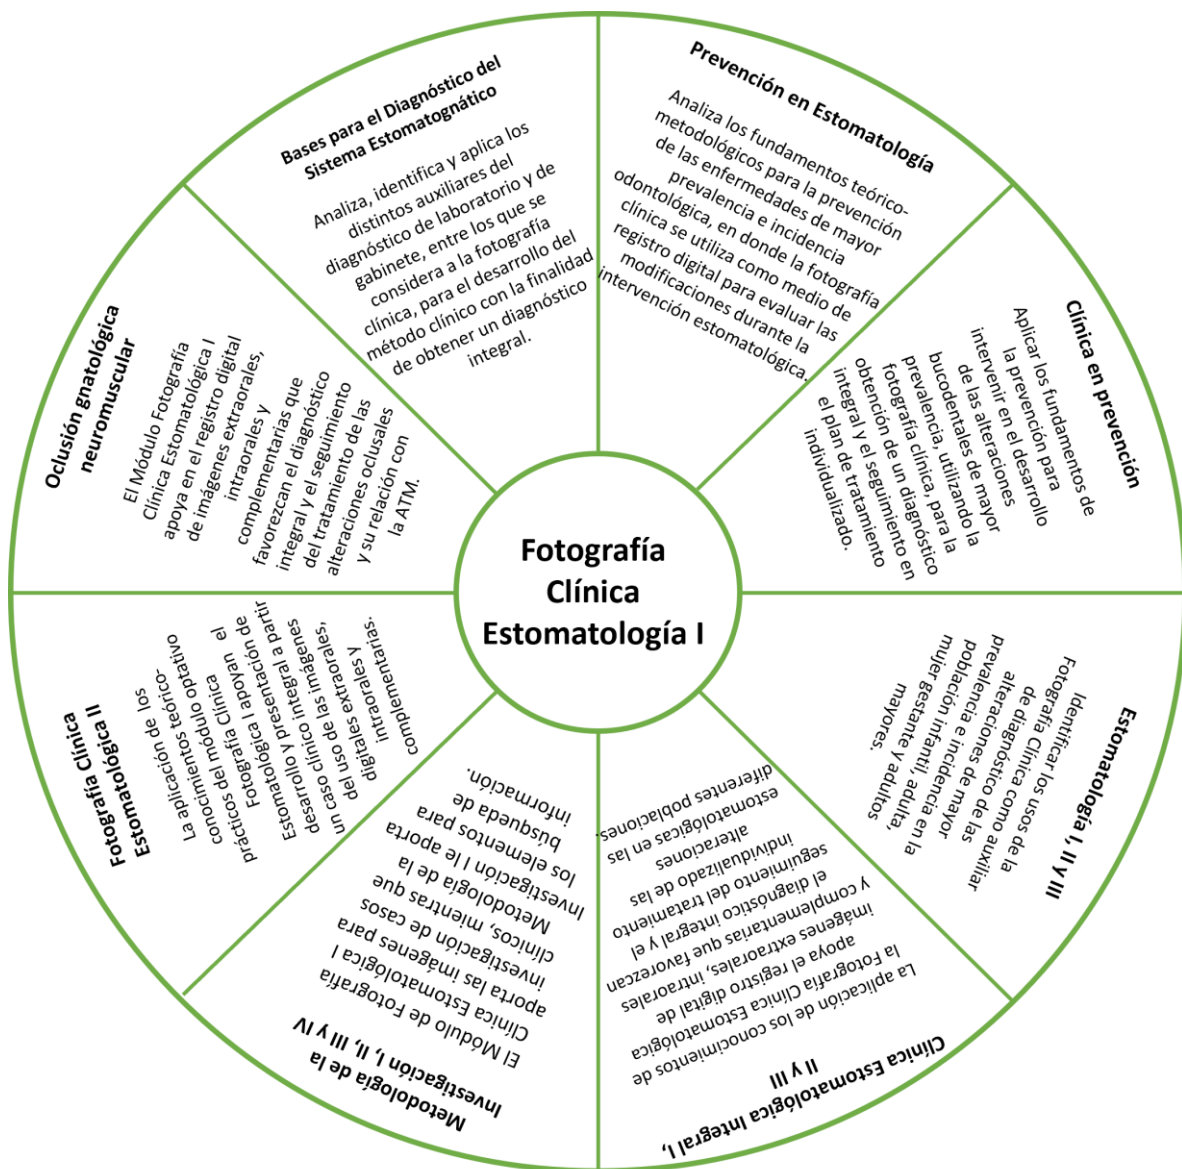 Fotografía
Clínica
Estomatología I
Prevención en Estomatología
Analiza los fundamentos teórico-
metodológicos para la prevención
de las enfermedades de mayor
prevalencia e incidencia
odontológica, en donde la fotografía
clínica se utiliza como medio de
registro digital para evaluar las
modificaciones durante la
intervención estomatológica.
Clínica en prevención
Aplicar los fundamentos de
la prevención para
intervenir en el desarrollo
de las alteraciones
bucodentales de mayor
prevalencia, utilizando la
fotografía clínica, para la
obtención de un diagnóstico
integral y el seguimiento en
el plan de tratamiento
individualizado.
Estomatología I, II y III
Identificar los usos de la
Fotografía Clínica como auxiliar
de diagnóstico de las
alteraciones de mayor
prevalencia e incidencia en la
población infantil, adulta,
mujer gestante y adultos
mayores.
Clínica Estomatológica Integral I,
II y III
La aplicación de los conocimientos de
la Fotografía Clínica Estomatológica
apoya el registro digital de
imágenes extraorales, intraorales
y complementarias que favorezcan
el diagnóstico integral y el
seguimiento del tratamiento
individualizado de las
alteraciones
estomatológicas en las
diferentes poblaciones.
Metodología de la
Investigación I, II, III y IV
El Módulo de Fotografía
Clínica Estomatológica I
aporta las imágenes para
investigación de casos
clínicos, mientras que
Metodología de la
Investigación I le aporta
los elementos para
búsqueda de
información.
Fotografía Clínica
Estomatológica II
La aplicación de los
conocimientos teórico-
prácticos del módulo optativo
Fotografía Clínica
Estomatológica I apoyan el
desarrollo y presentación de
un caso clínico integral a partir
del uso de las imágenes
digitales extraorales,
intraorales y
complementarias.
Oclusión gnatológica
neuromuscular
El Módulo Fotografía
Clínica Estomatológica I
apoya en el registro digital
de imágenes extraorales,
intraorales y
complementarias que
favorezcan el diagnóstico
integral y el seguimiento
del tratamiento de las
alteraciones oclusales
y su relación con
la ATM.
Bases para el Diagnóstico del
Sistema Estomatognático
Analiza, identifica y aplica los
distintos auxiliares del
diagnóstico de laboratorio y de
gabinete, entre los que se
considera a la fotografía
clínica, para el desarrollo del
método clínico con la finalidad
de obtener un diagnóstico
integral.